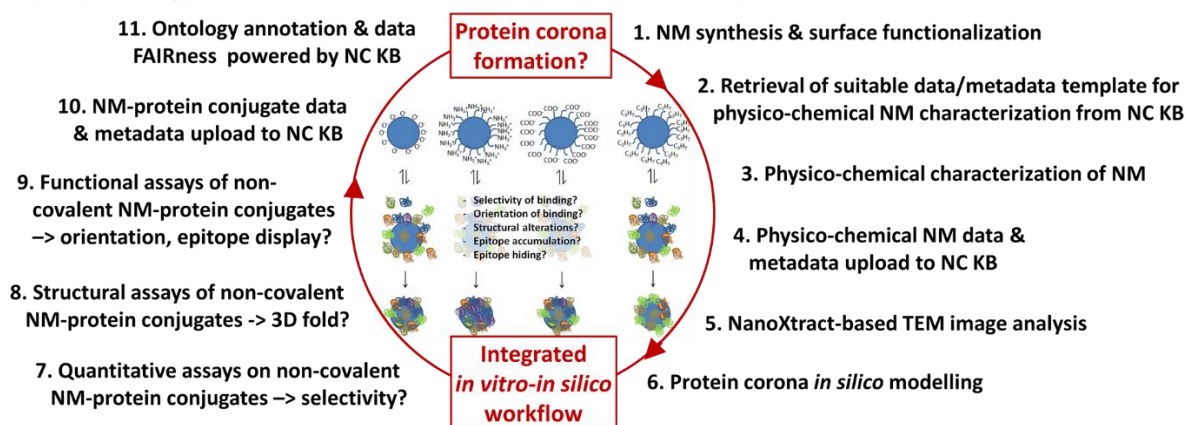 Protein corona
formation?
1. NM synthesis & surface functionalization
2. Retrieval of suitable data/metadata template for
physico-chemical NM characterization from NC KB
3. Physico-chemical characterization of NM
4. Physico-chemical NM data &
metadata upload to NC KB
5. NanoXtract-based TEM image analysis
6. Protein corona in silico modelling
Integrated
in vitro-in silico
workflow
7. Quantitative assays on non-covalent
NM-protein conjugates –> selectivity?
8. Structural assays of non-covalent
NM-protein conjugates -> 3D fold?
9. Functional assays of non-
covalent NM-protein conjugates
–> orientation, epitope display?
10. NM-protein conjugate data
& metadata upload to NC KB
11. Ontology annotation & data
FAIRness powered by NC KB
- Selectivity of binding?
- Orientation of binding?
- Structural alterations?
- Epitope accumulation?
- Epitope hiding?